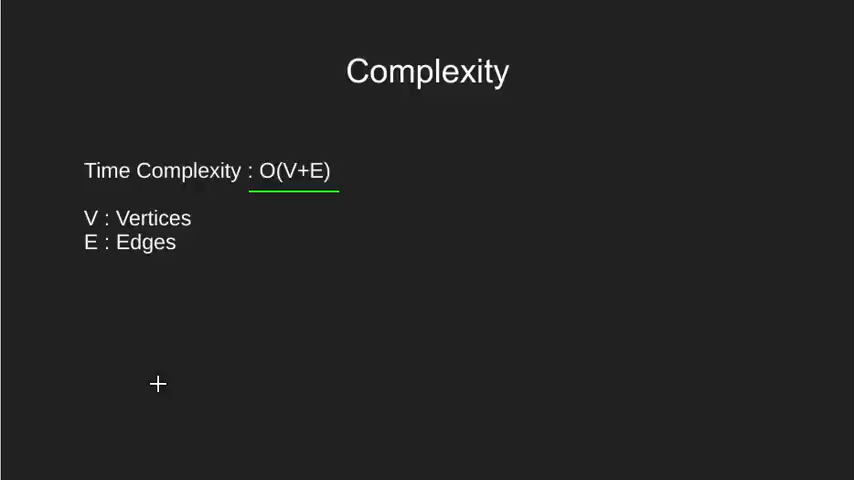 Complexity
Time Complexity : O(V+E)
V : Vertices
E : Edges